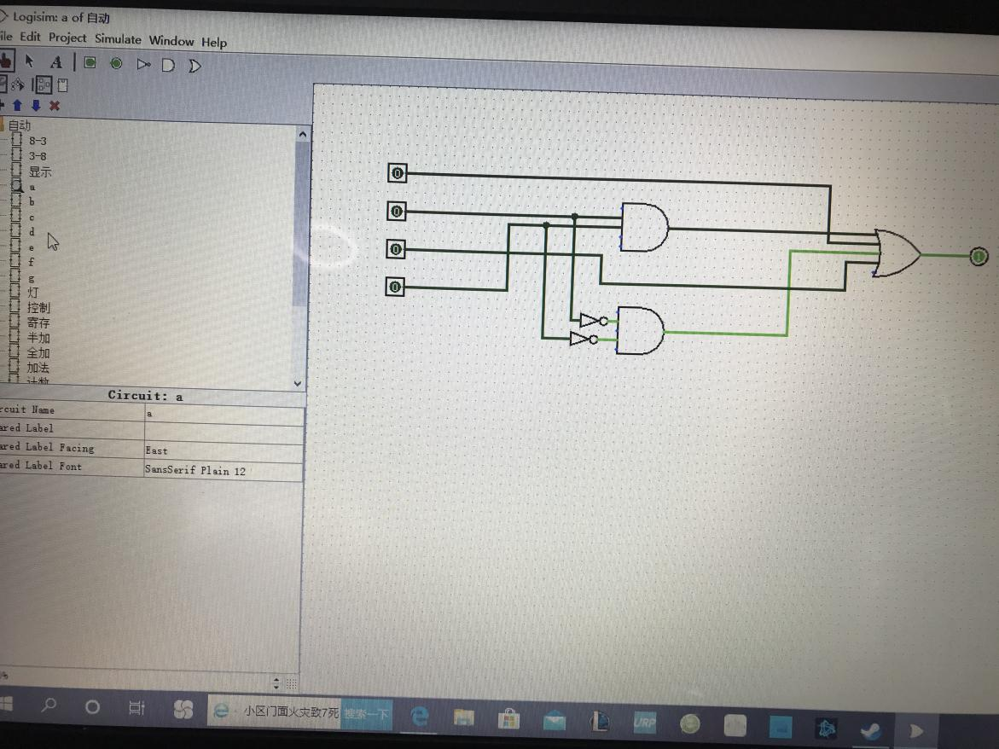 Logisim: a of 自动
ile Edit Project Simulate Window Help
A
自动
8-3
3-8
显示
a
b
c
d
e
f
g
灯
控制
寄存
半加
全加
加法
计数
Circuit: a
rcuit Name a
ared Label
ared Label Facing East
ared Label Font SansSerif Plain 12
0
0
0
0
1
%
小区门面火灾致7死 搜索一下
URP